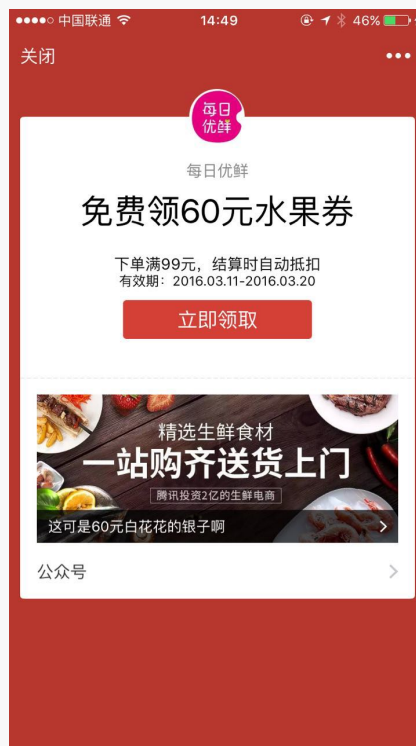 中国联通 14:49 46%
关闭
每日
优鲜
每日优鲜
免费领60元水果券
下单满99元，结算时自动抵扣
有效期：2016.03.11-2016.03.20
立即领取
精选生鲜食材
一站购齐送货上门
腾讯投资2亿的生鲜电商
这可是60元白花花的银子啊
公众号